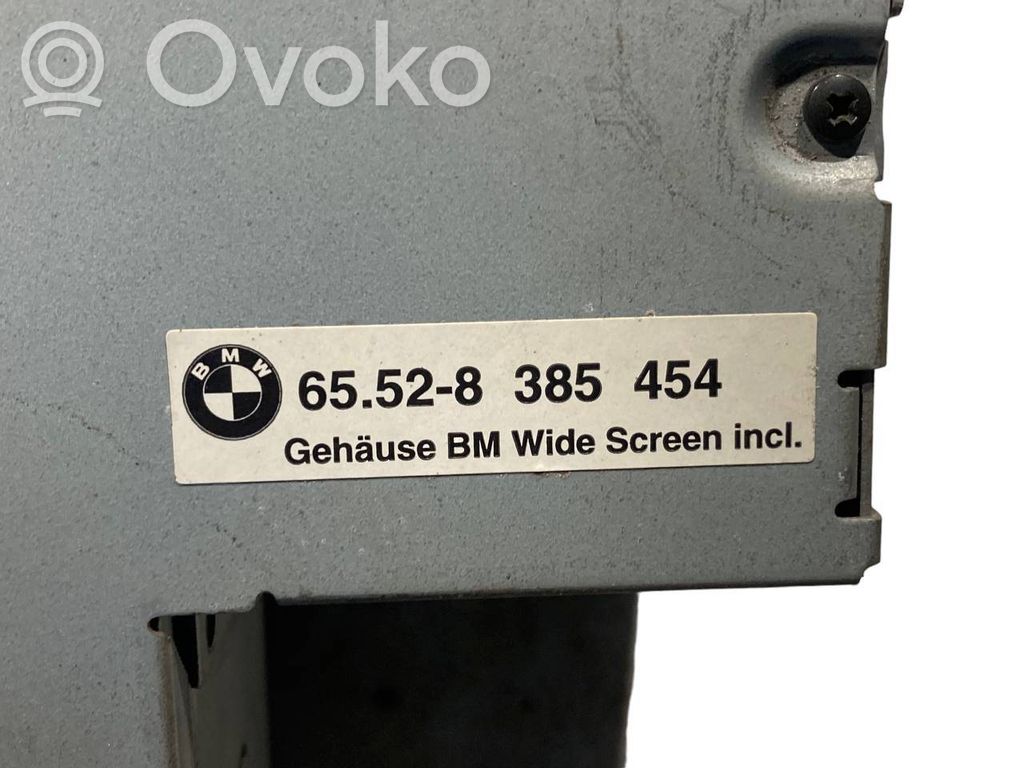 Ovoko
BMW
65.52-8 385 454
Gehäuse BM Wide Screen incl.